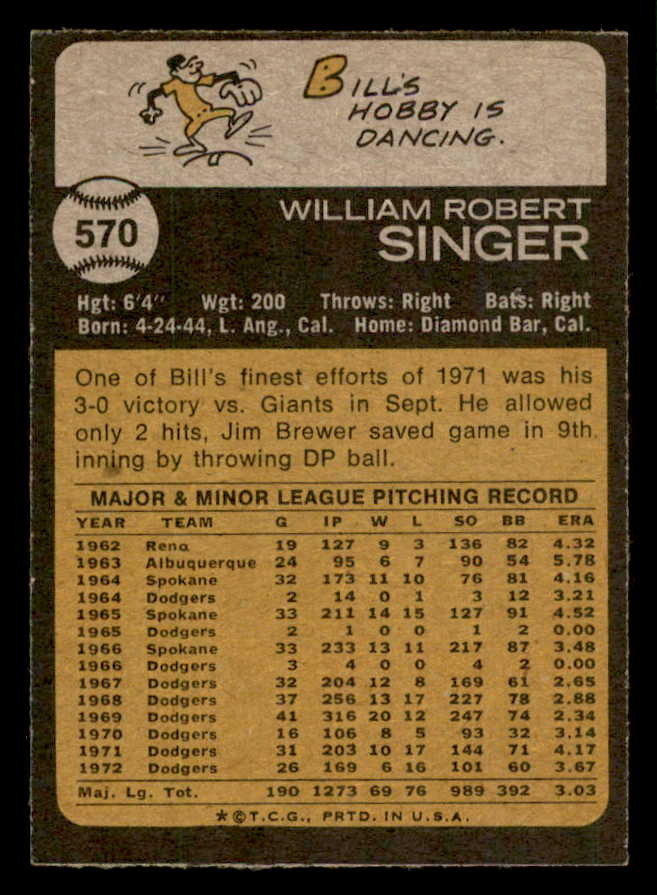 BILL'S
HOBBY IS
DANCING.
570
WILLIAM ROBERT
SINGER
Hgt: 6'4" Wgt: 200 Throws: Right Bats: Right
Born: 4-24-44, L. Ang., Cal. Home: Diamond Bar, Cal.
One of Bill's finest efforts of 1971 was his
3-0 victory vs. Giants in Sept. He allowed
only 2 hits, Jim Brewer saved game in 9th
inning by throwing DP ball.
MAJOR & MINOR LEAGUE PITCHING RECORD
YEAR TEAM G IP W L SO BB ERA
1962 Reno 19 127 9 3 136 82 4.32
1963 Albuquerque 24 95 6 7 90 54 5.78
1964 Spokane 32 173 11 10 76 81 4.16
1964 Dodgers 2 14 0 1 3 12 3.21
1965 Spokane 33 211 14 15 127 91 4.52
1965 Dodgers 2 1 0 0 1 2 0.00
1966 Spokane 33 233 13 11 217 87 3.48
1966 Dodgers 3 4 0 0 4 2 0.00
1967 Dodgers 32 204 12 8 169 61 2.65
1968 Dodgers 37 256 13 17 227 78 2.88
1969 Dodgers 41 316 20 12 247 74 2.34
1970 Dodgers 16 106 8 5 93 32 3.14
1971 Dodgers 31 203 10 17 144 71 4.17
1972 Dodgers 26 169 6 16 101 60 3.67
Maj. Lg. Tot. 190 1273 69 76 989 392 3.03
*©T.C.G., PRTD. IN U.S.A.